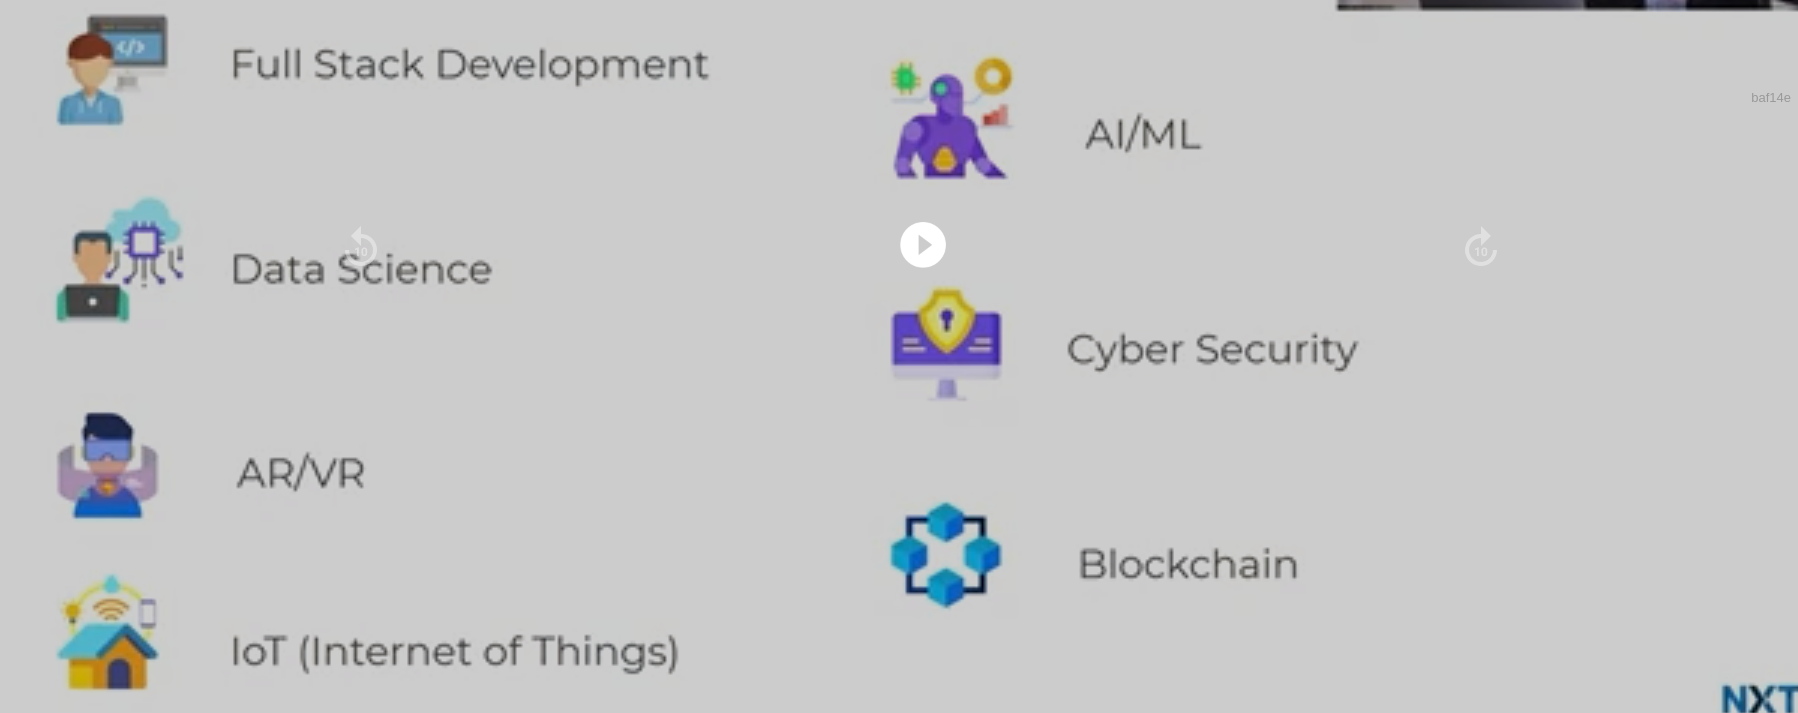 Full Stack Development
Data Science
AR/VR
IoT (Internet of Things)
AI/ML
Cyber Security
Blockchain
</>
10
10
baf14e
NXT